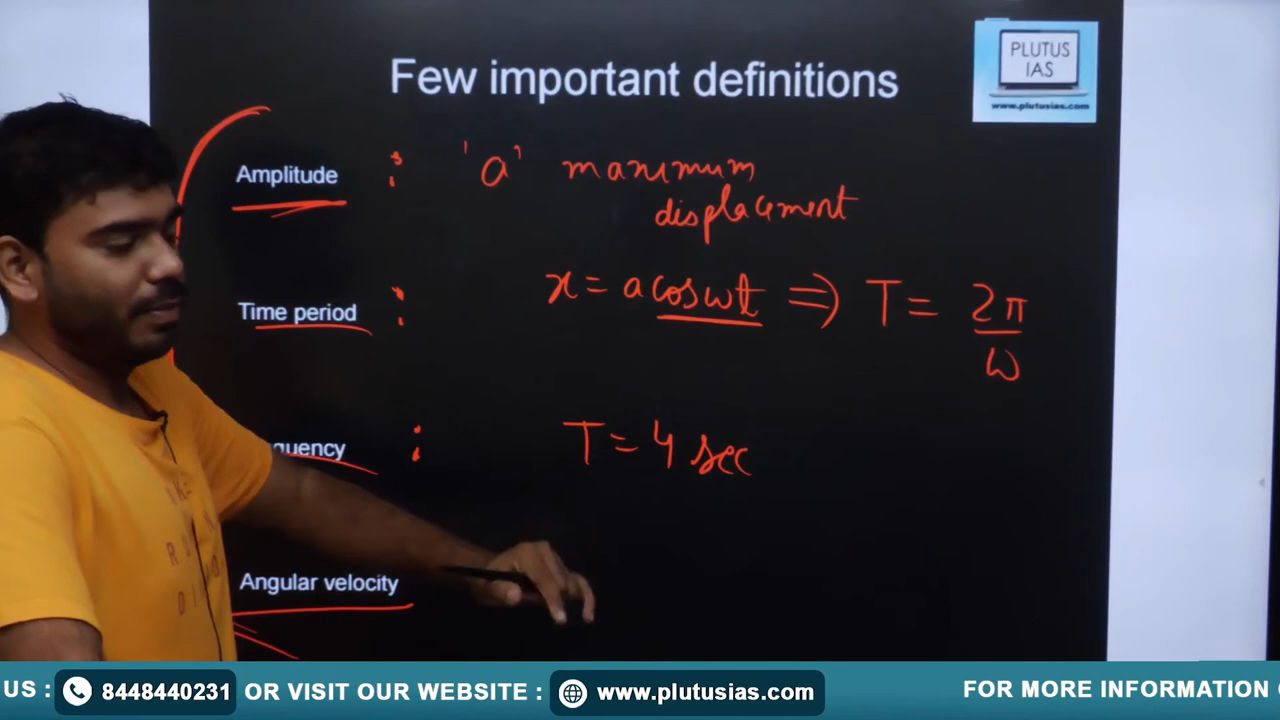 Few important definitions
PLUTUS
IAS
www.plutusias.com
Amplitude : 'a' maximum
displacement
Time period : x = a cos ωt ⇒ T = 2π/ω
quency : T = 4 sec
Angular velocity
US : 8448440231 OR VISIT OUR WEBSITE : www.plutusias.com FOR MORE INFORMATION